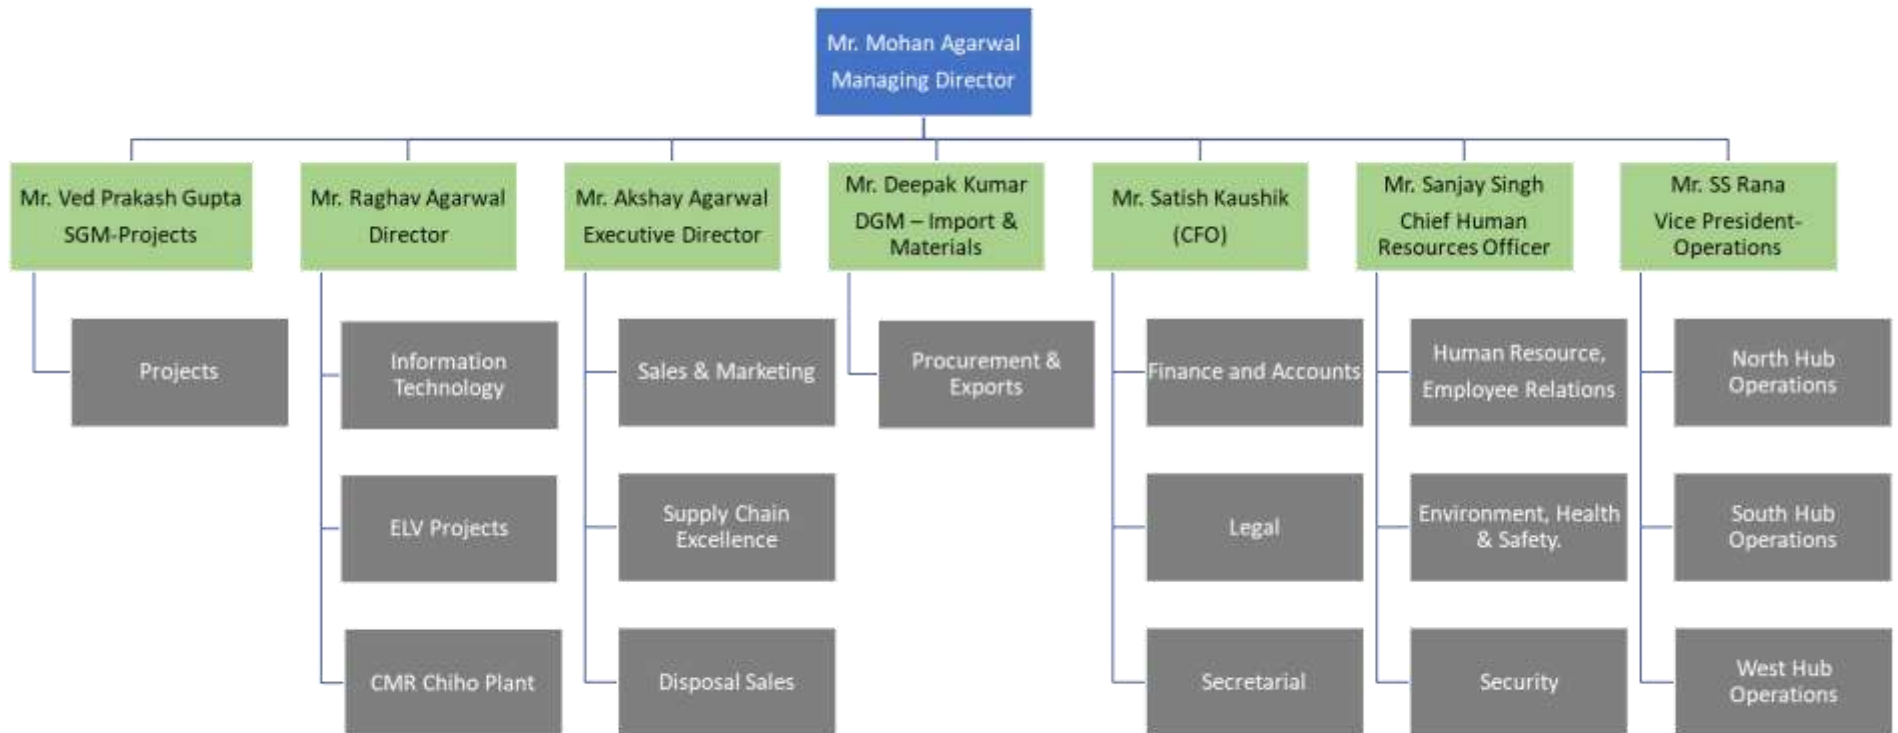 Mr. Mohan Agarwal
Managing Director
Mr. Ved Prakash Gupta
SGM-Projects
Mr. Raghav Agarwal
Director
Mr. Akshay Agarwal
Executive Director
Mr. Deepak Kumar
DGM – Import &
Materials
Mr. Satish Kaushik
(CFO)
Mr. Sanjay Singh
Chief Human
Resources Officer
Mr. SS Rana
Vice President-
Operations
Projects
Information
Technology
Sales & Marketing
Procurement &
Exports
Finance and Accounts
Human Resource,
Employee Relations
North Hub
Operations
ELV Projects
Supply Chain
Excellence
Legal
Environment, Health
& Safety.
South Hub
Operations
CMR Chiho Plant
Disposal Sales
Secretarial
Security
West Hub
Operations